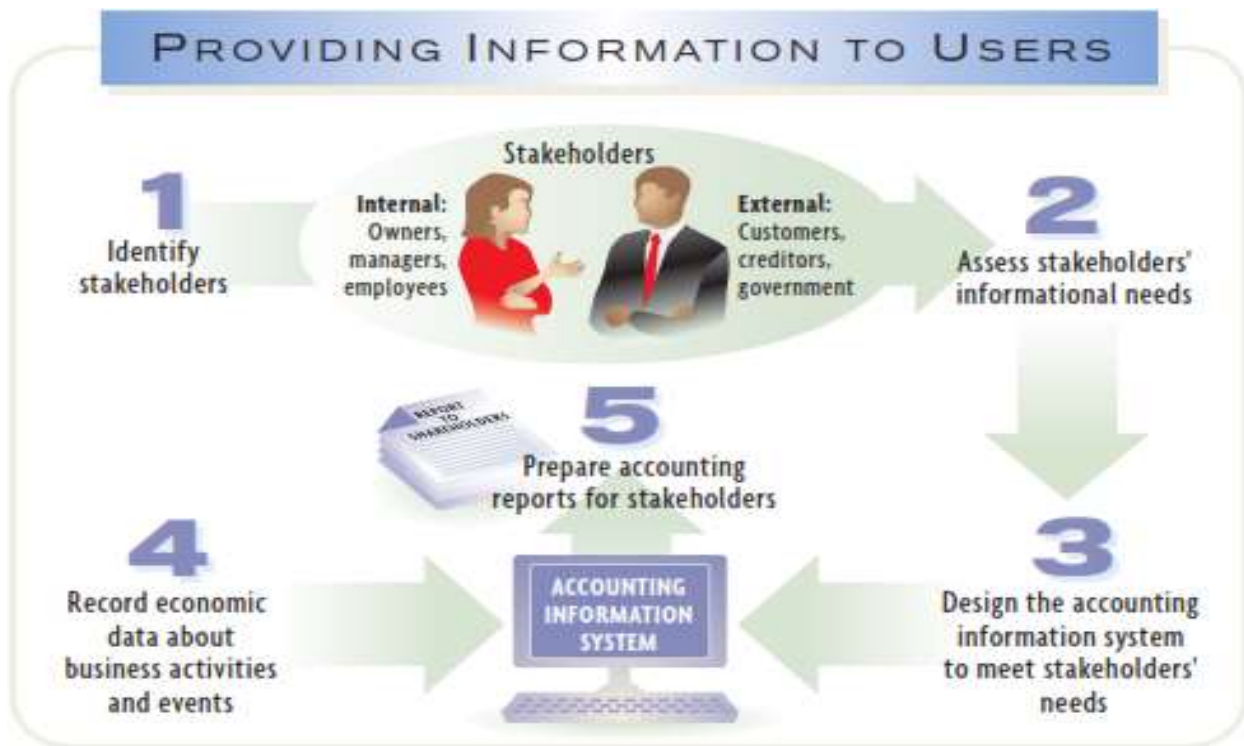 PROVIDING INFORMATION TO USERS
1
Identify
stakeholders
Stakeholders
Internal:
Owners,
managers,
employees
External:
Customers,
creditors,
government
2
Assess stakeholders'
informational needs
3
Design the accounting
information system
to meet stakeholders'
needs
4
Record economic
data about
business activities
and events
ACCOUNTING
INFORMATION
SYSTEM
REPORT
TO
SHAREHOLDERS
5
Prepare accounting
reports for stakeholders